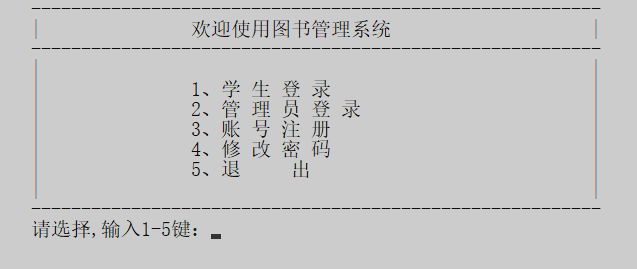 欢迎使用图书管理系统
1、学 生 登 录
2、管 理 员 登 录
3、账 号 注 册
4、修 改 密 码
5、退 出
请选择,输入1-5键：